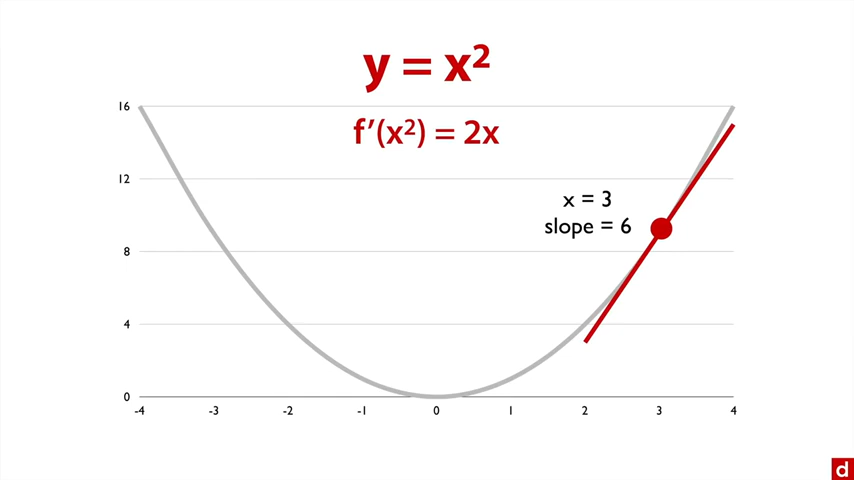 y = x²
f′(x²) = 2x
x = 3
slope = 6
16
12
8
4
0
-4 -3 -2 -1 0 1 2 3 4
d